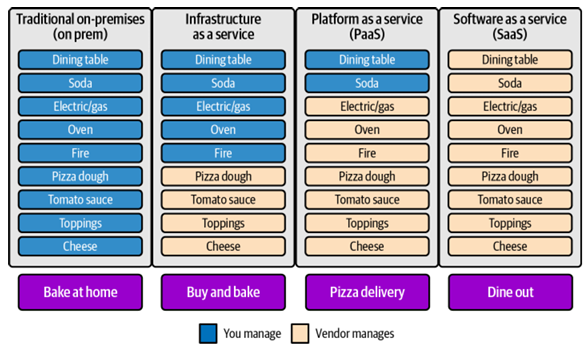 Traditional on-premises
(on prem)
Dining table
Soda
Electric/gas
Oven
Fire
Pizza dough
Tomato sauce
Toppings
Cheese
Bake at home
Infrastructure
as a service
Dining table
Soda
Electric/gas
Oven
Fire
Pizza dough
Tomato sauce
Toppings
Cheese
Buy and bake
Platform as a service
(PaaS)
Dining table
Soda
Electric/gas
Oven
Fire
Pizza dough
Tomato sauce
Toppings
Cheese
Pizza delivery
Software as a service
(SaaS)
Dining table
Soda
Electric/gas
Oven
Fire
Pizza dough
Tomato sauce
Toppings
Cheese
Dine out
You manage
Vendor manages